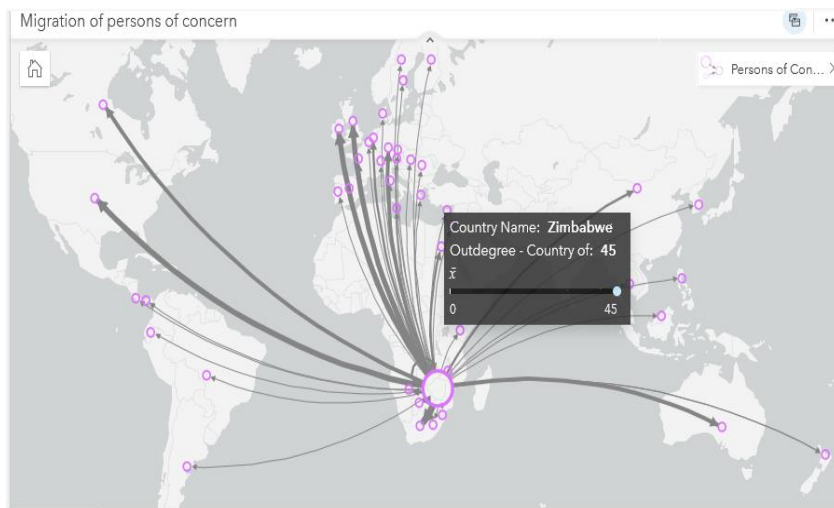 Migration of persons of concern
Persons of Con...
Country Name: Zimbabwe
Outdegree - Country of: 45
x̄
0 45